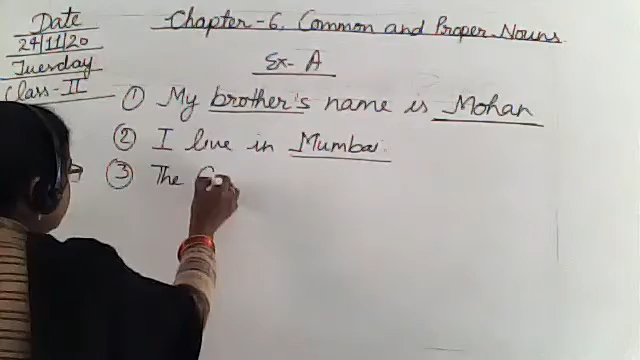 Date
24/11/20
Tuesday
Class-II
Chapter-6. Common and Proper Nouns
Ex- A
① My brother's name is Mohan
② I live in Mumbai.
③ The